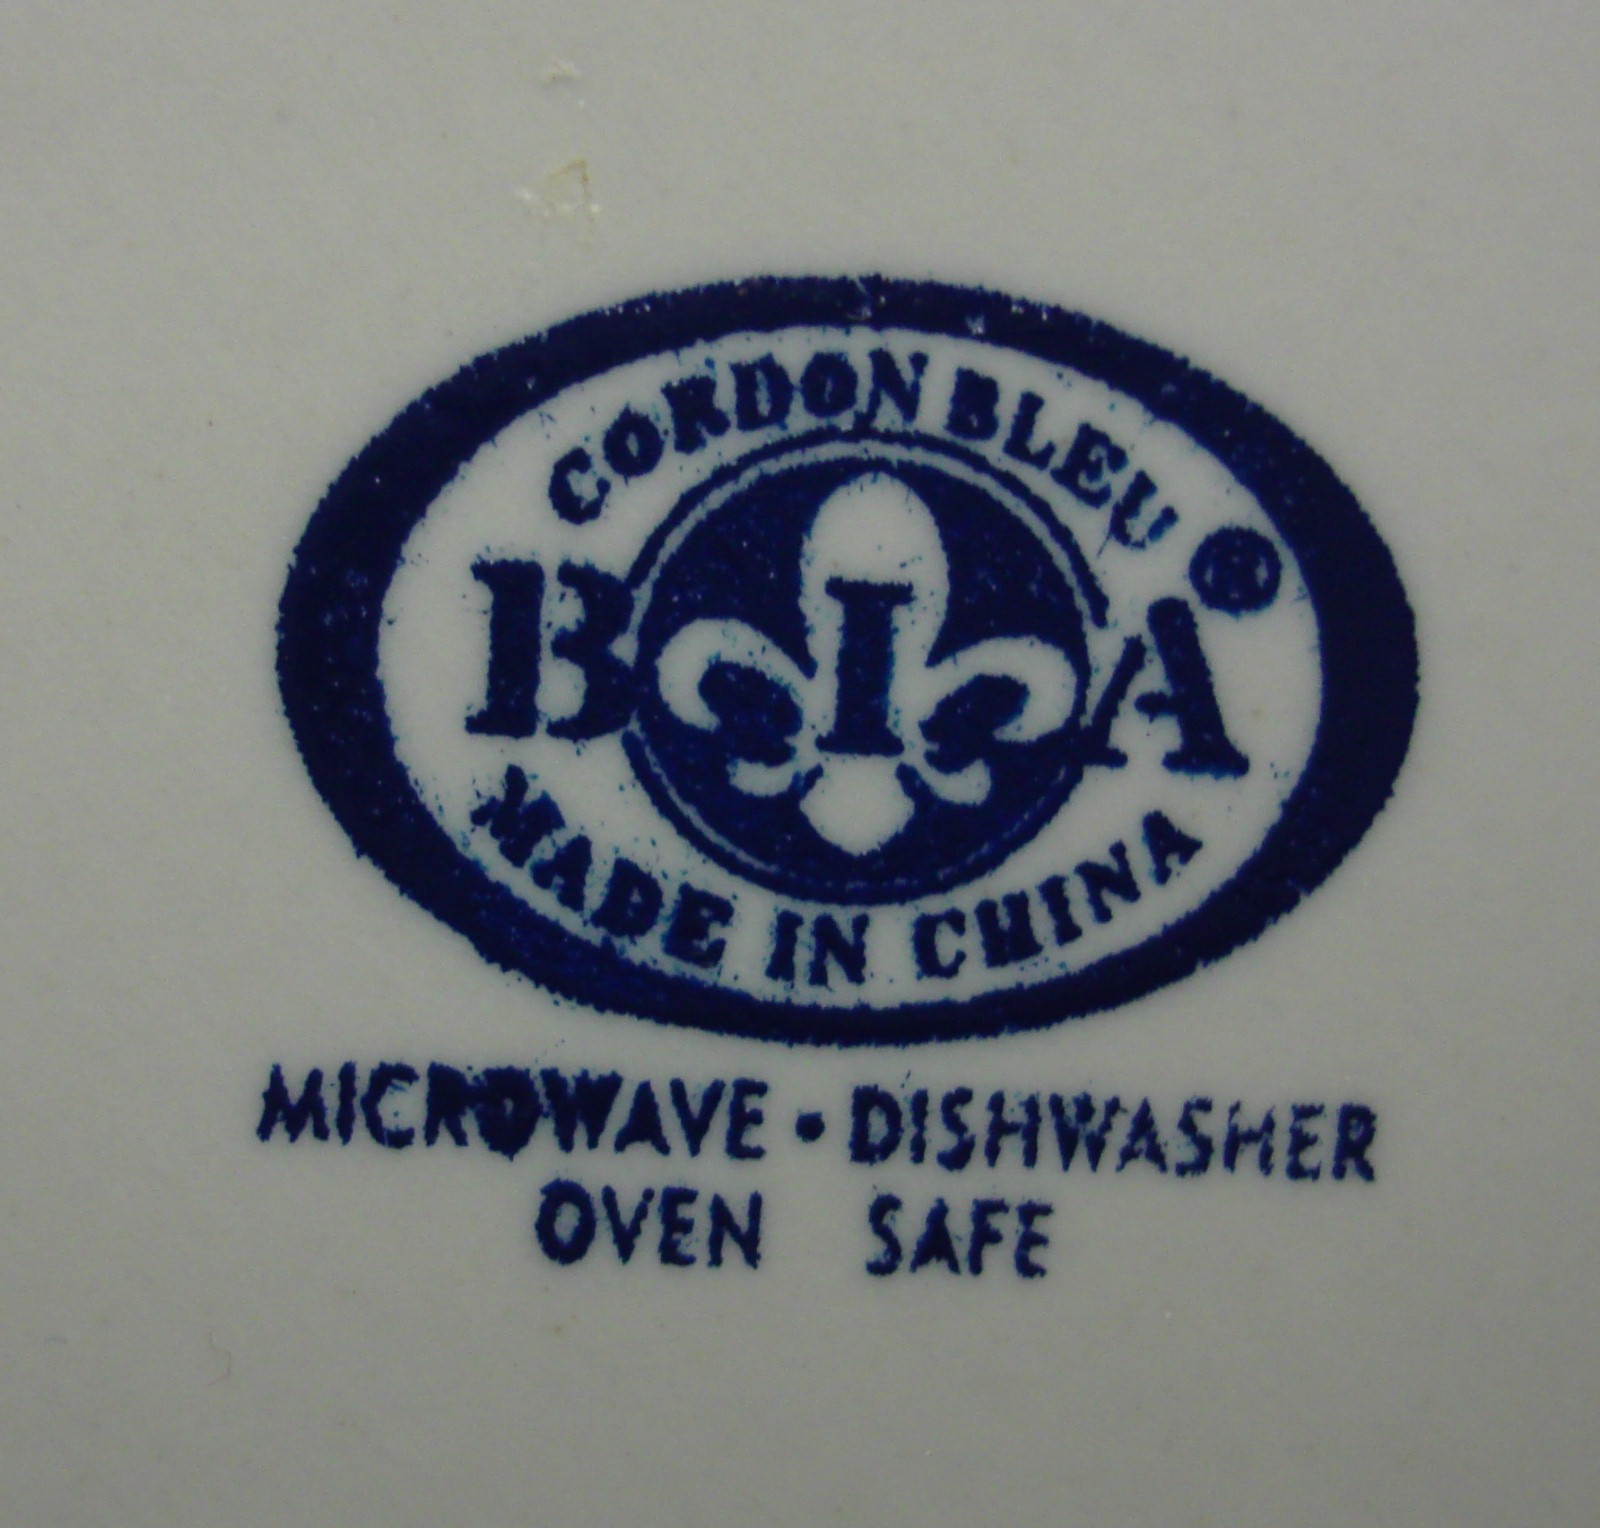 CORDON BLEU
BIA®
MADE IN CHINA
MICROWAVE • DISHWASHER
OVEN SAFE